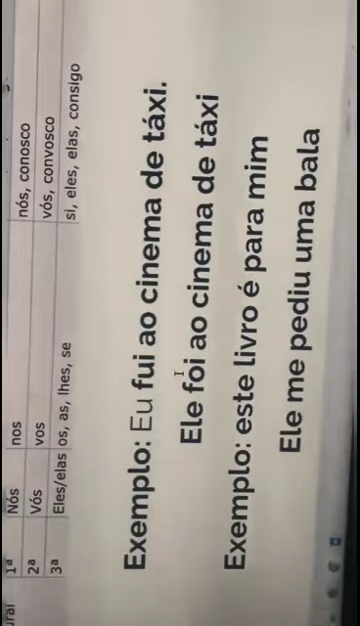 ural 1ª Nós nos nós, conosco
2ª Vós vos vós, convosco
3ª Eles/elas os, as, lhes, se si, eles, elas, consigo
Exemplo: Eu fui ao cinema de táxi.
Ele foi ao cinema de táxi
Exemplo: este livro é para mim
Ele me pediu uma bala